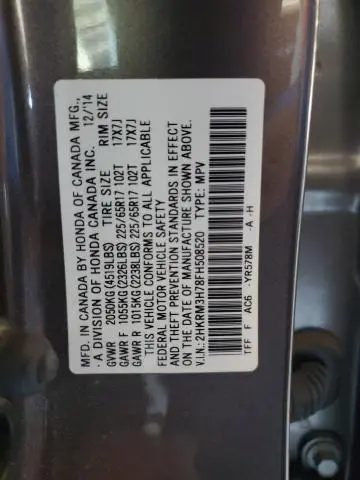 MFD. IN CANADA BY HONDA OF CANADA MFG.,
A DIVISION OF HONDA CANADA INC. 12/'14
TIRE SIZE RIM SIZE
GVWR 2050KG(4519LBS)
GAWR F 1055KG(2326LBS) 225/65R17 102T 17X7J
GAWR R 1015KG(2238LBS) 225/65R17 102T 17X7J
THIS VEHICLE CONFORMS TO ALL APPLICABLE
FEDERAL MOTOR VEHICLE SAFETY
AND THEFT PREVENTION STANDARDS IN EFFECT
ON THE DATE OF MANUFACTURE SHOWN ABOVE.
V.I.N.: 2HKRM3H78FH508520 TYPE: MPV
TFF F AC6 -YR578M -A -H